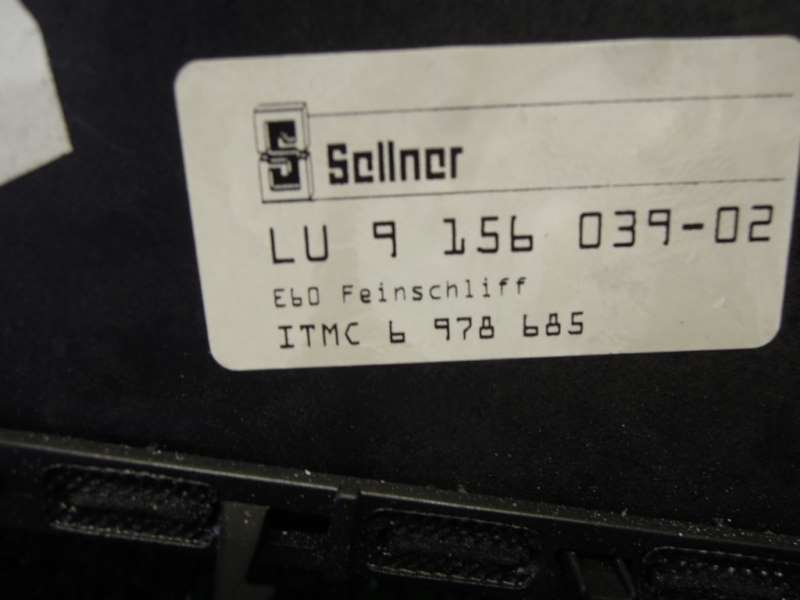 Sellner
LU 9 156 039-02
E60 Feinschliff
ITMC 6 978 685